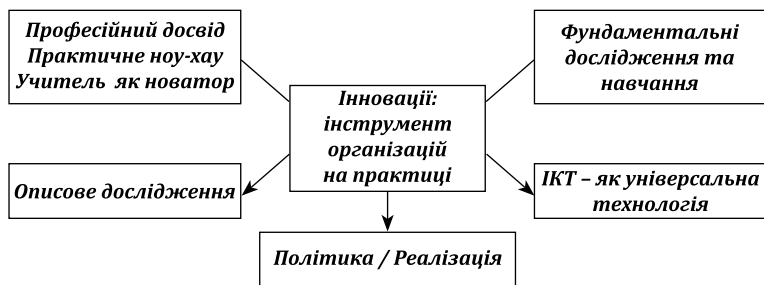 Професійний досвід
Практичне ноу-хау
Учитель як новатор
Фундаментальні
дослідження та
навчання
Інновації:
інструмент
організацій
на практиці
Описове дослідження
ІКТ – як універсальна
технологія
Політика / Реалізація